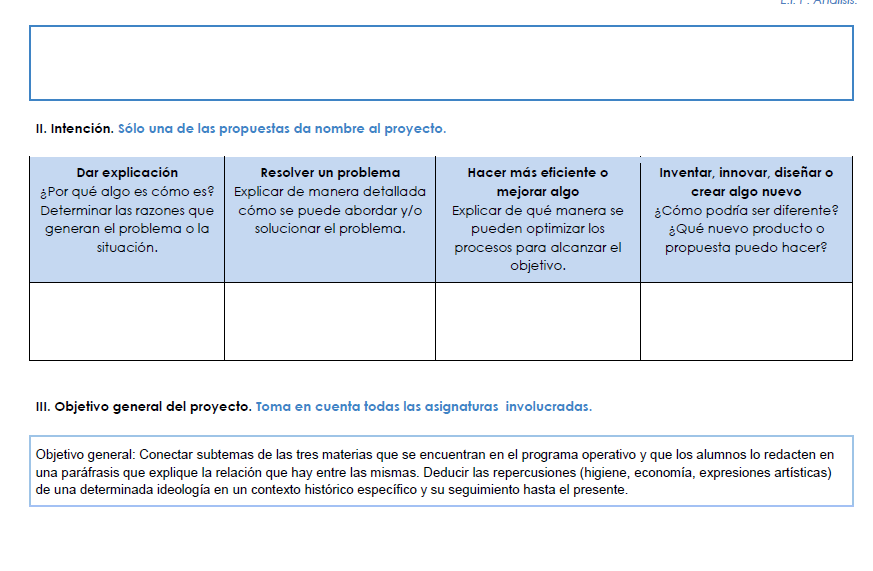 II. Intención. Sólo una de las propuestas da nombre al proyecto.
Dar explicación
¿Por qué algo es cómo es?
Determinar las razones que
generan el problema o la
situación.
Resolver un problema
Explicar de manera detallada
cómo se puede abordar y/o
solucionar el problema.
Hacer más eficiente o
mejorar algo
Explicar de qué manera se
pueden optimizar los
procesos para alcanzar el
objetivo.
Inventar, innovar, diseñar o
crear algo nuevo
¿Cómo podría ser diferente?
¿Qué nuevo producto o
propuesta puedo hacer?
III. Objetivo general del proyecto. Toma en cuenta todas las asignaturas involucradas.
Objetivo general: Conectar subtemas de las tres materias que se encuentran en el programa operativo y que los alumnos lo redacten en
una paráfrasis que explique la relación que hay entre las mismas. Deducir las repercusiones (higiene, economía, expresiones artísticas)
de una determinada ideología en un contexto histórico específico y su seguimiento hasta el presente.